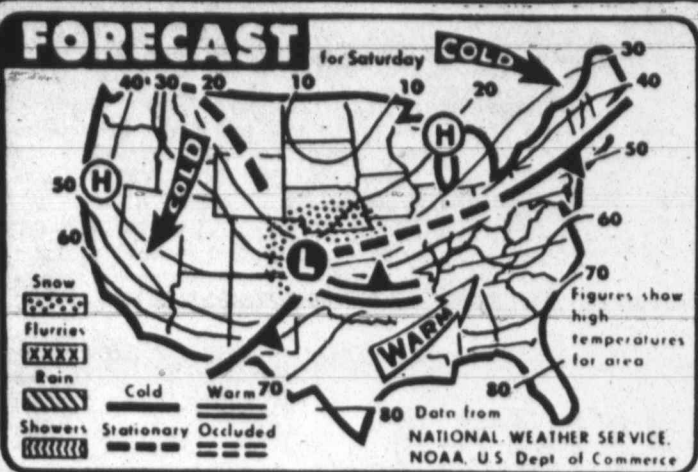 FORECAST for Saturday
COLD
30
40
40 30 20 10 10 20
H
COLD
H
50
50
60
60
L
70
Snow
Flurries
Rain
Showers
Cold Warm
Stationary Occluded
WARM
70
80
80
Figures show
high
temperatures
for area
Data from
NATIONAL WEATHER SERVICE,
NOAA, U.S. Dept of Commerce